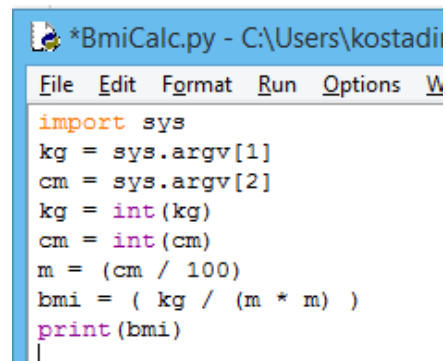 *BmiCalc.py - C:\Users\kostadi
File Edit Format Run Options
import sys
kg = sys.argv[1]
cm = sys.argv[2]
kg = int(kg)
cm = int(cm)
m = (cm / 100)
bmi = ( kg / (m * m) )
print(bmi)